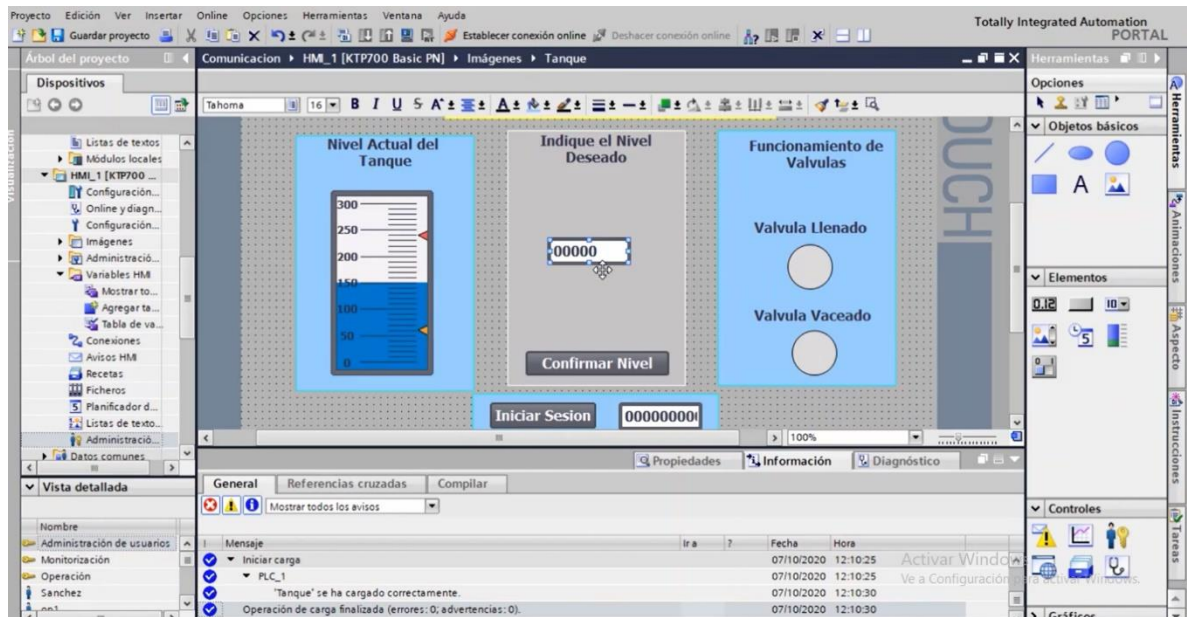 Proyecto Edición Ver Insertar Online Opciones Herramientas Ventana Ayuda
Totally Integrated Automation
PORTAL
Guardar proyecto
Establecer conexión online
Deshacer conexión online
Árbol del proyecto
Comunicacion HMI_1 [KTP700 Basic PN] Imágenes Tanque
Herramientas
Dispositivos
Opciones
Tahoma 16 B I U S
Listas de textos
Módulos locales
HMI_1 [KTP700 ...
Configuración...
Online y diagn...
Configuración...
Imágenes
Administració...
Variables HMI
Mostrar to...
Agregar ta...
Tabla de va...
Conexiones
Avisos HMI
Recetas
Ficheros
Planificador d...
Listas de texto...
Administració...
Datos comunes
Nivel Actual del
Tanque
300
250
200
150
100
50
0
Indique el Nivel
Deseado
00000
Confirmar Nivel
Funcionamiento de
Valvulas
Valvula Llenado
Valvula Vaceado
Iniciar Sesion
OUCH
100%
Objetos básicos
A
Elementos
0.12
10
5
Controles
Gráficos
Herramientas
Animaciones
Aspecto
Instrucciones
Tareas
Propiedades
Información
Diagnóstico
General
Referencias cruzadas
Compilar
Mostrar todos los avisos
! Mensaje Ir a ? Fecha Hora
Iniciar carga 07/10/2020 12:10:25
PLC_1 07/10/2020 12:10:25
'Tanque' se ha cargado correctamente. 07/10/2020 12:10:30
Operación de carga finalizada (errores: 0; advertencias: 0). 07/10/2020 12:10:30
Activar Windows
Ve a Configuración para activar Windows.
Vista detallada
Nombre
Administración de usuarios
Monitorización
Operación
Sanchez